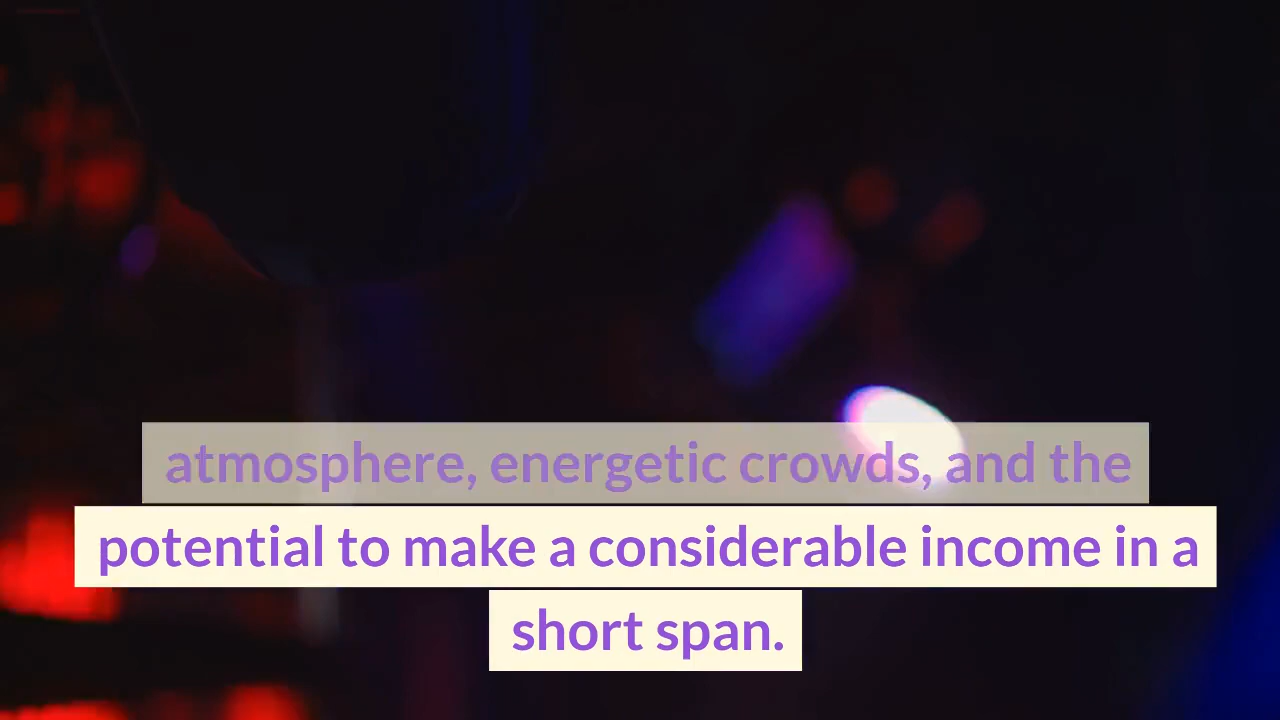 atmosphere, energetic crowds, and the
potential to make a considerable income in a
short span.